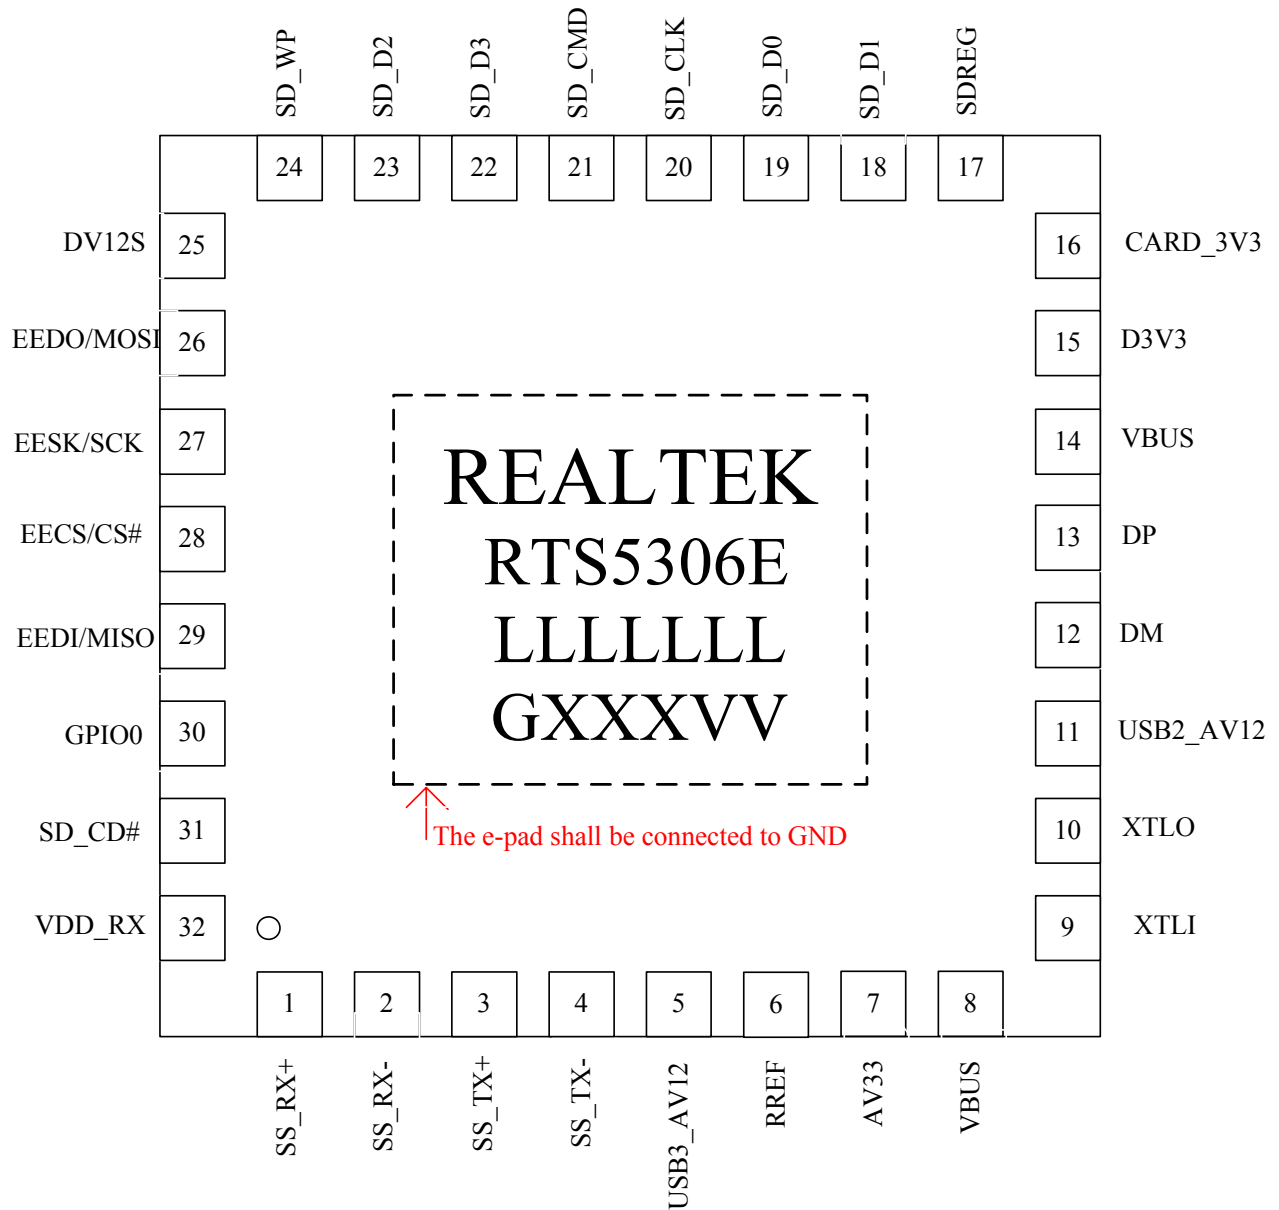 SD_WP
SD_D2
SD_D3
SD_CMD
SD_CLK
SD_D0
SD_D1
SDREG
24
23
22
21
20
19
18
17
DV12S 25
16 CARD_3V3
EEDO/MOSI 26
15 D3V3
EESK/SCK 27
14 VBUS
EECS/CS# 28
13 DP
EEDI/MISO 29
12 DM
GPIO0 30
11 USB2_AV12
SD_CD# 31
10 XTLO
VDD_RX 32
9 XTLI
REALTEK
RTS5306E
LLLLLLL
GXXXVV
The e-pad shall be connected to GND
1
2
3
4
5
6
7
8
SS_RX+
SS_RX-
SS_TX+
SS_TX-
USB3_AV12
RREF
AV33
VBUS